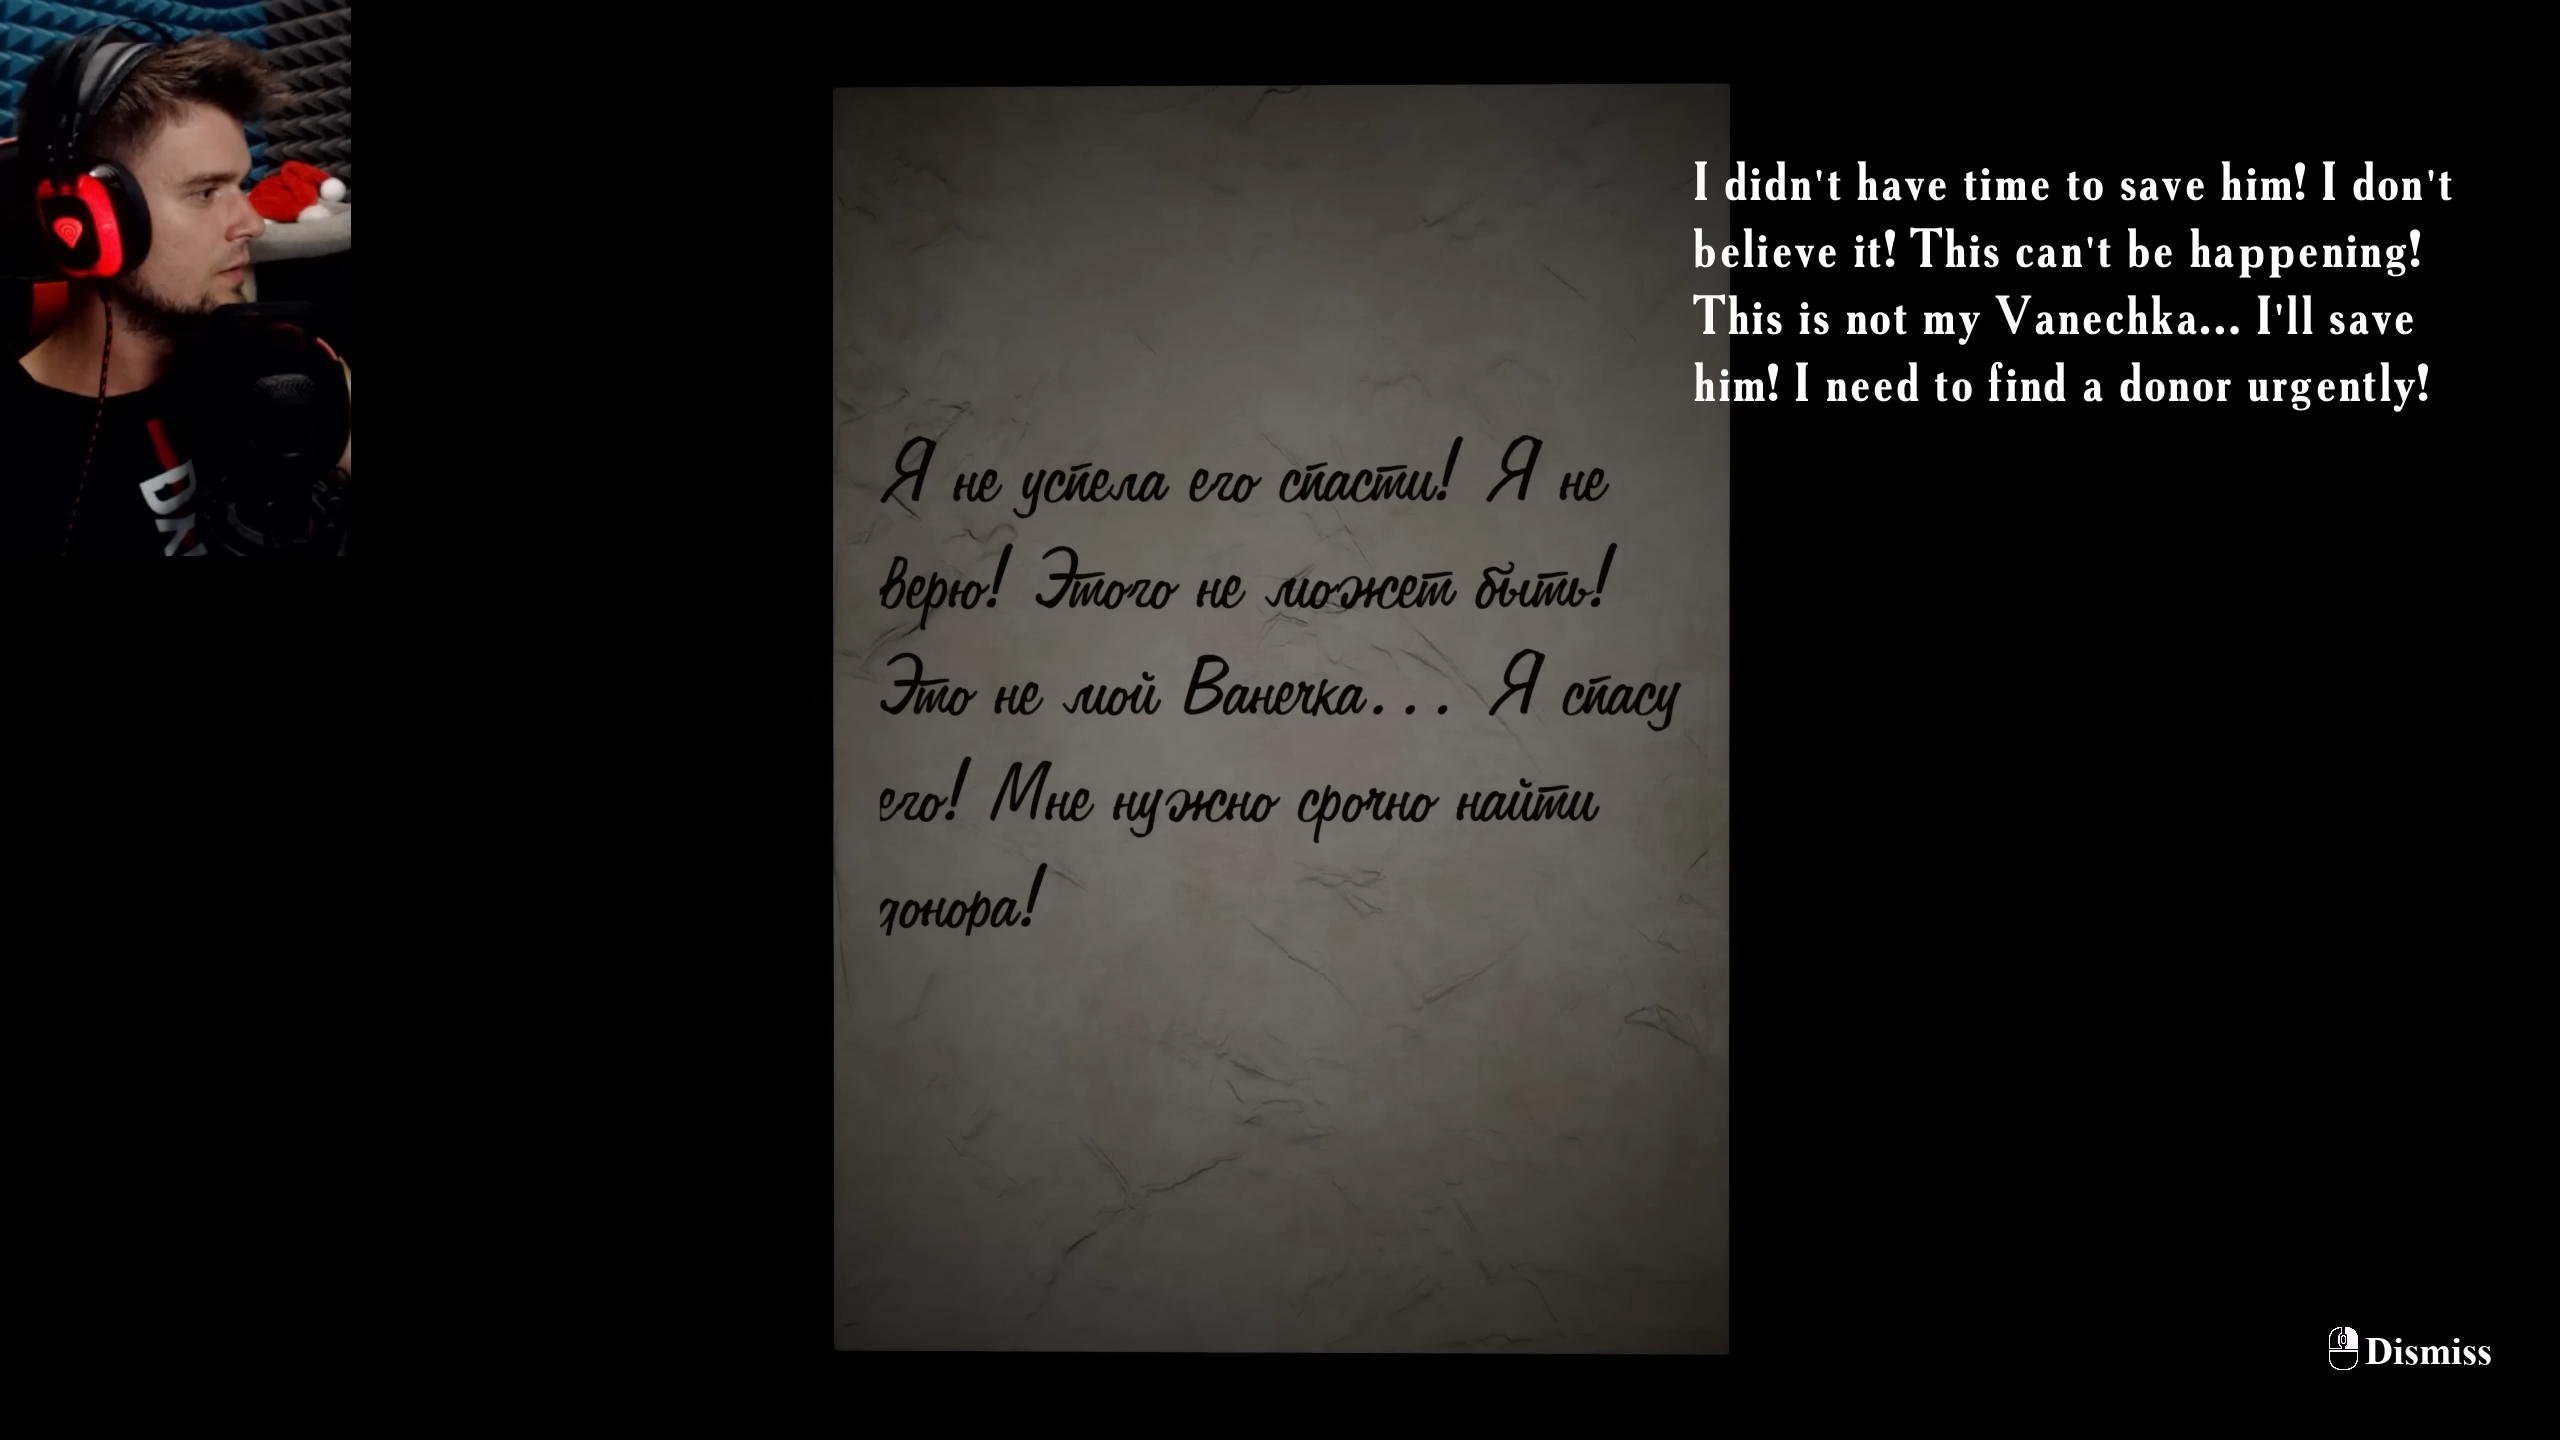 I didn't have time to save him! I don't
believe it! This can't be happening!
This is not my Vanechka... I'll save
him! I need to find a donor urgently!
Я не успела его спасти! Я не
верю! Этого не может быть!
Это не мой Ванечка... Я спасу
его! Мне нужно срочно найти
донора!
Dismiss